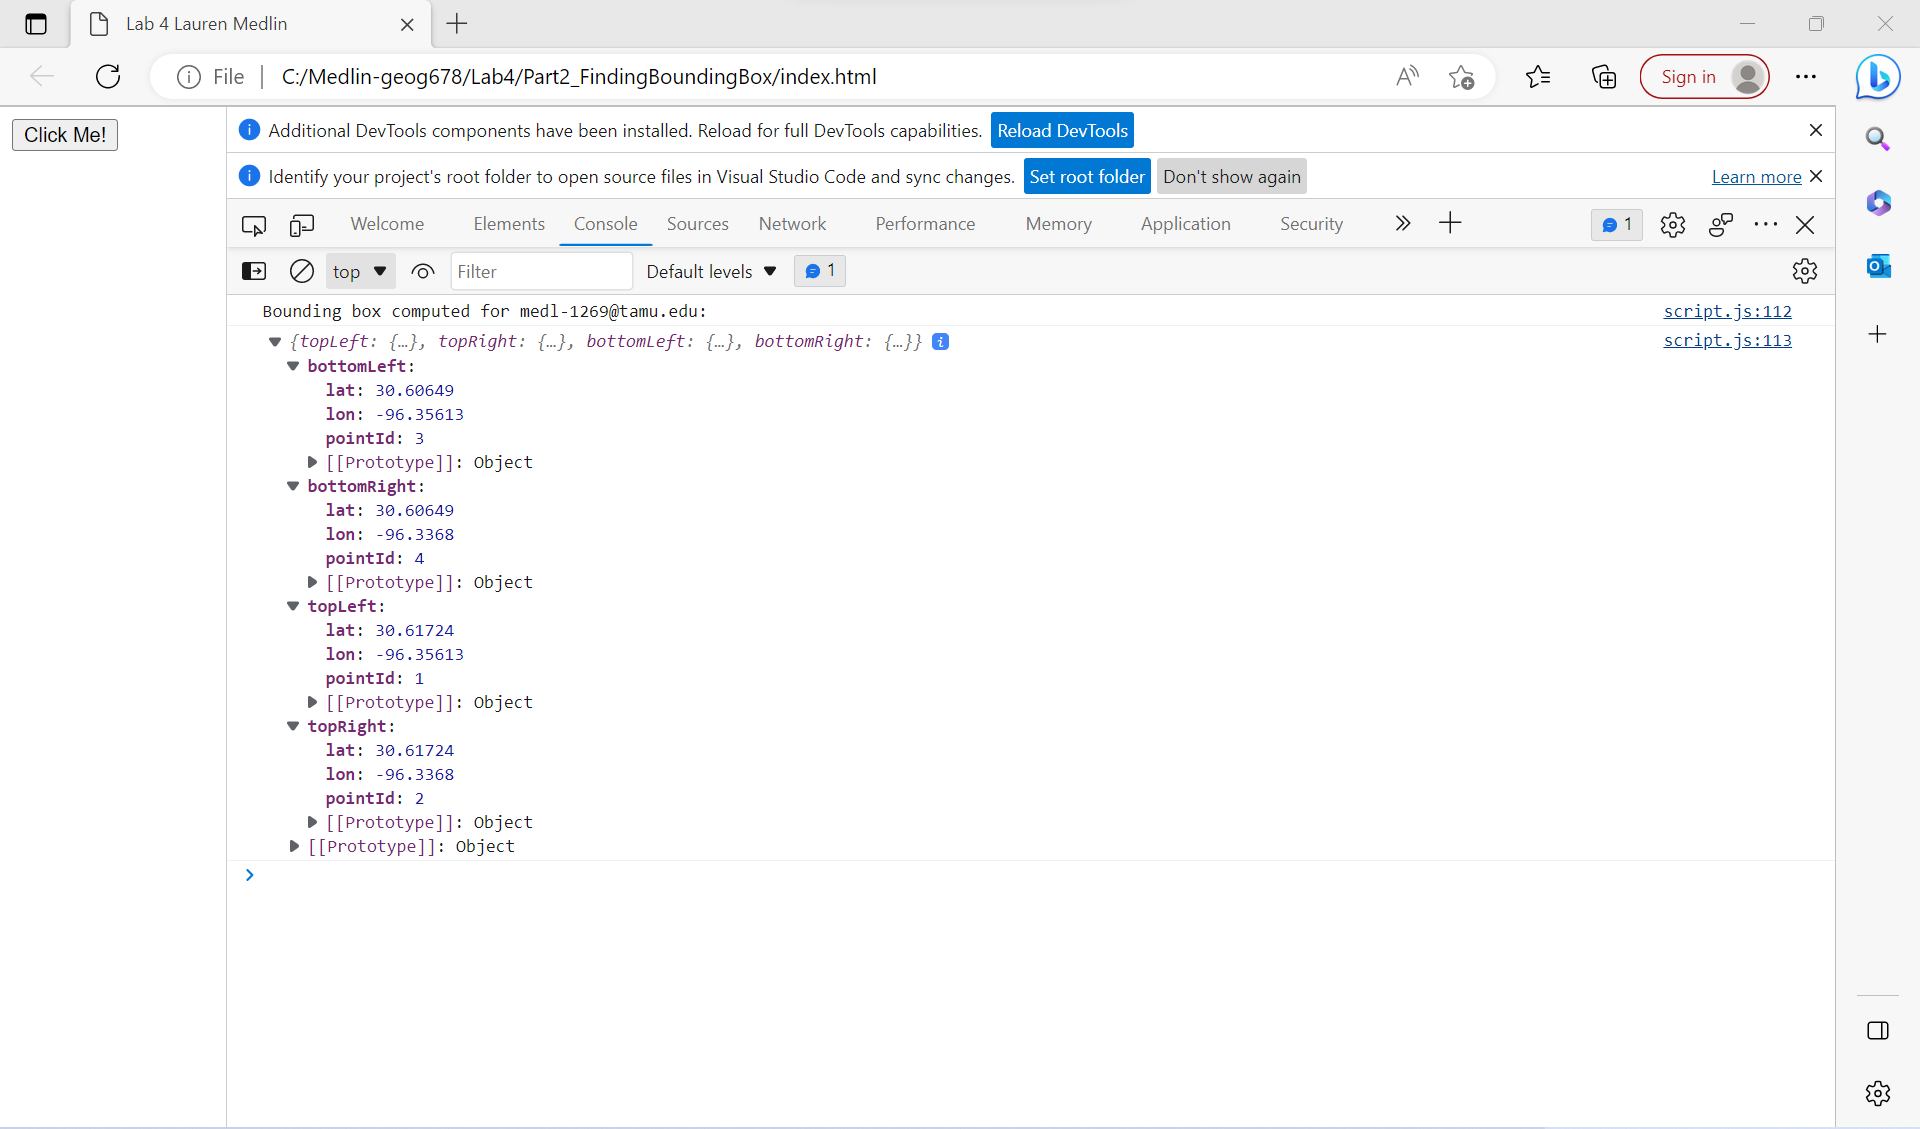 Lab 4 Lauren Medlin
File | C:/Medlin-geog678/Lab4/Part2_FindingBoundingBox/index.html
Sign in
Click Me!
Additional DevTools components have been installed. Reload for full DevTools capabilities. Reload DevTools
Identify your project's root folder to open source files in Visual Studio Code and sync changes. Set root folder Don't show again Learn more
Welcome Elements Console Sources Network Performance Memory Application Security 1
top Filter Default levels 1
Bounding box computed for medl-1269@tamu.edu: script.js:112
{topLeft: {…}, topRight: {…}, bottomLeft: {…}, bottomRight: {…}} i script.js:113
bottomLeft:
lat: 30.60649
lon: -96.35613
pointId: 3
[[Prototype]]: Object
bottomRight:
lat: 30.60649
lon: -96.3368
pointId: 4
[[Prototype]]: Object
topLeft:
lat: 30.61724
lon: -96.35613
pointId: 1
[[Prototype]]: Object
topRight:
lat: 30.61724
lon: -96.3368
pointId: 2
[[Prototype]]: Object
[[Prototype]]: Object